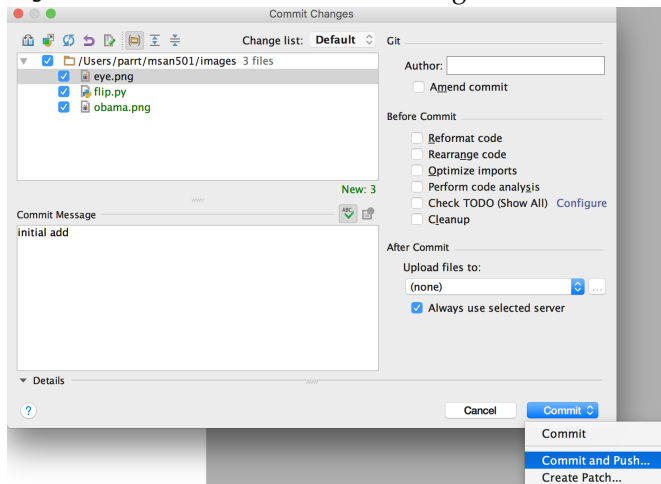 Commit Changes
Change list: Default
/Users/parrt/msan501/images 3 files
eye.png
flip.py
obama.png
New: 3
Commit Message
ABC
initial add
Details
?
Git
Author:
Amend commit
Before Commit
Reformat code
Rearrange code
Optimize imports
Perform code analysis
Check TODO (Show All) Configure
Cleanup
After Commit
Upload files to:
(none)
...
Always use selected server
Cancel
Commit
Commit
Commit and Push...
Create Patch...